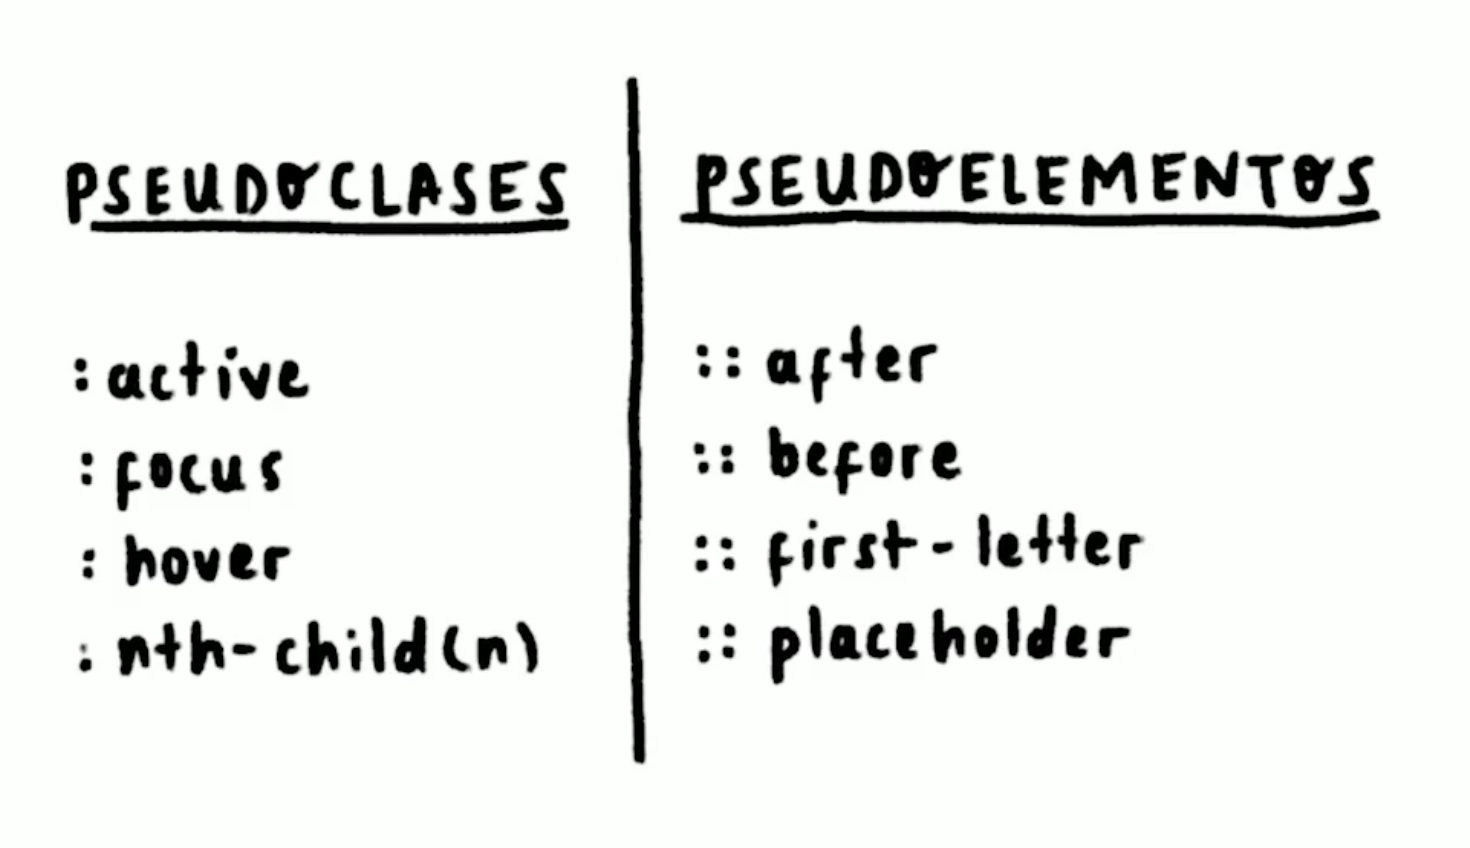 PSEUDOCLASES
:active
:focus
:hover
:nth-child(n)
PSEUDOELEMENTOS
::after
::before
::first-letter
::placeholder